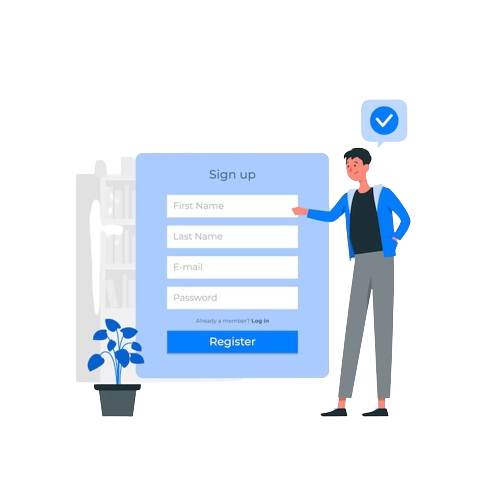 Sign up
First Name
Last Name
E-mail
Password
Already a member? Log in
Register